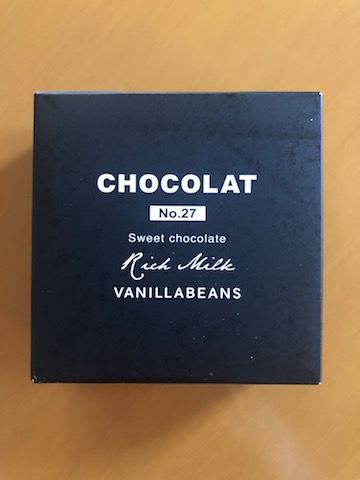 CHOCOLAT
No.27
Sweet chocolate
Rich Milk
VANILLABEANS